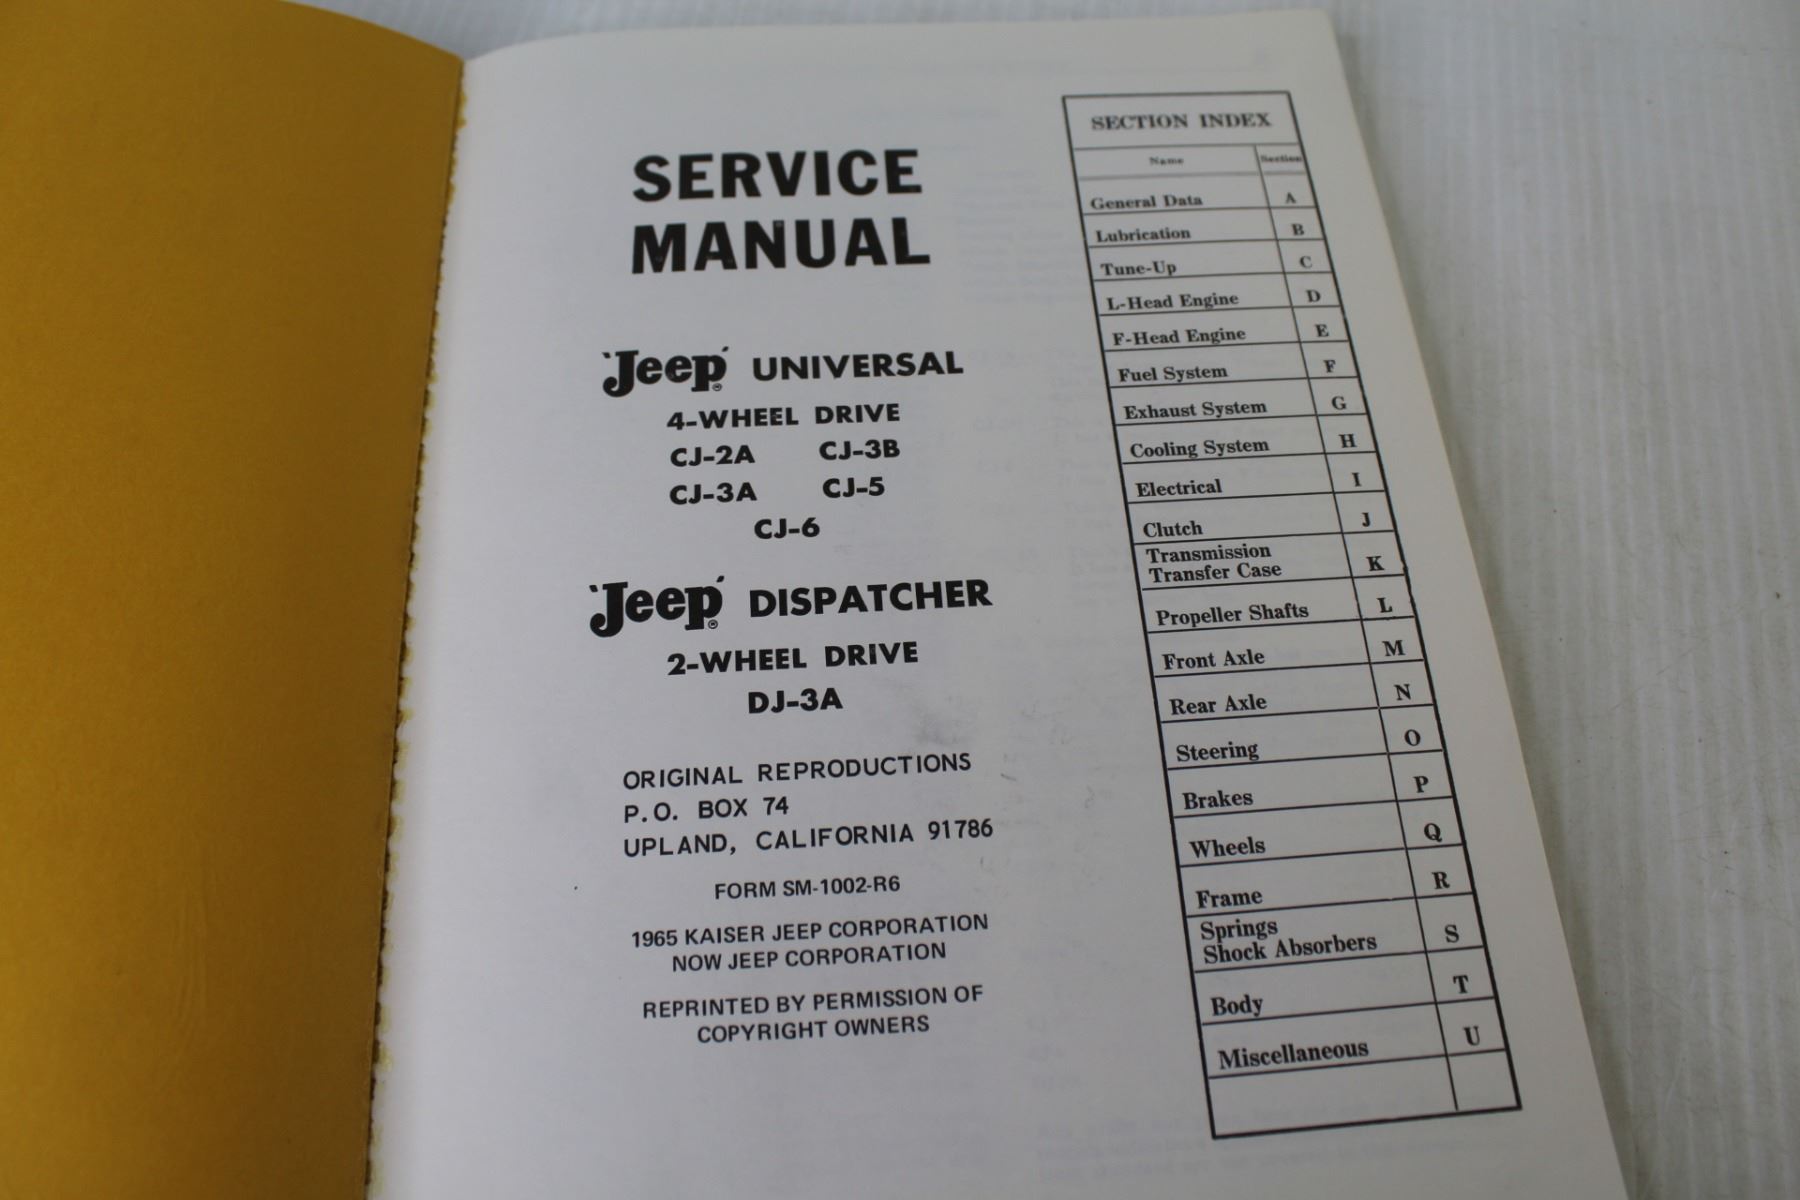 SERVICE
MANUAL
'Jeep'® UNIVERSAL
4-WHEEL DRIVE
CJ-2A CJ-3B
CJ-3A CJ-5
CJ-6
'Jeep'® DISPATCHER
2-WHEEL DRIVE
DJ-3A
ORIGINAL REPRODUCTIONS
P.O. BOX 74
UPLAND, CALIFORNIA 91786
FORM SM-1002-R6
1965 KAISER JEEP CORPORATION
NOW JEEP CORPORATION
REPRINTED BY PERMISSION OF
COPYRIGHT OWNERS
SECTION INDEX
Name Section
General Data A
Lubrication B
Tune-Up C
L-Head Engine D
F-Head Engine E
Fuel System F
Exhaust System G
Cooling System H
Electrical I
Clutch J
Transmission
Transfer Case K
Propeller Shafts L
Front Axle M
Rear Axle N
Steering O
Brakes P
Wheels Q
Frame R
Springs
Shock Absorbers S
Body T
Miscellaneous U